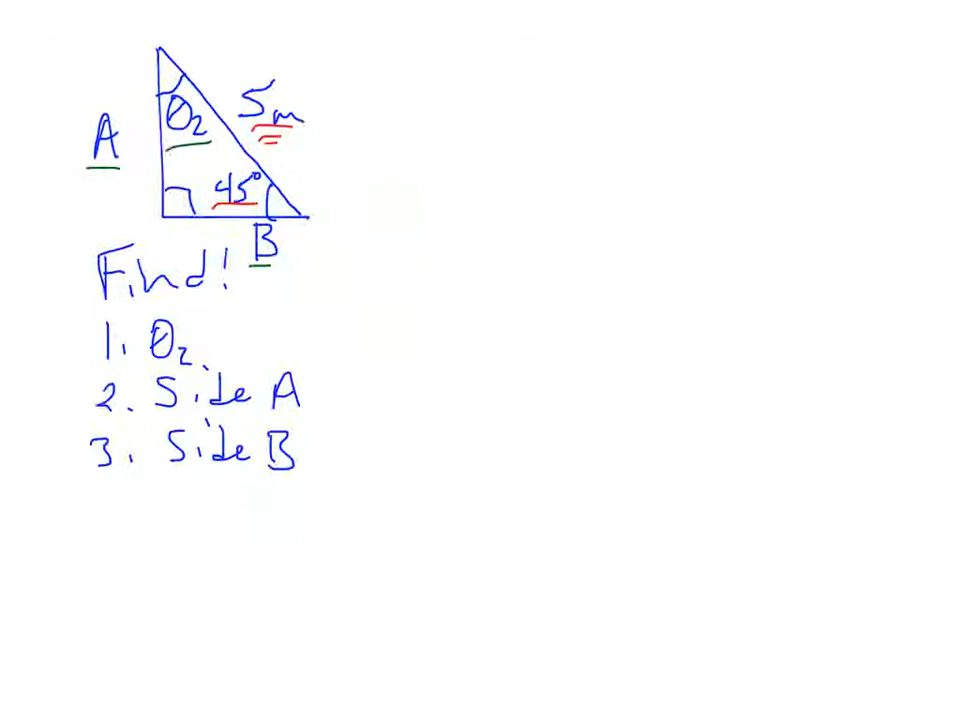 5m
θ₂
A
45°
B
Find!
1. θ₂
2. Side A
3. Side B